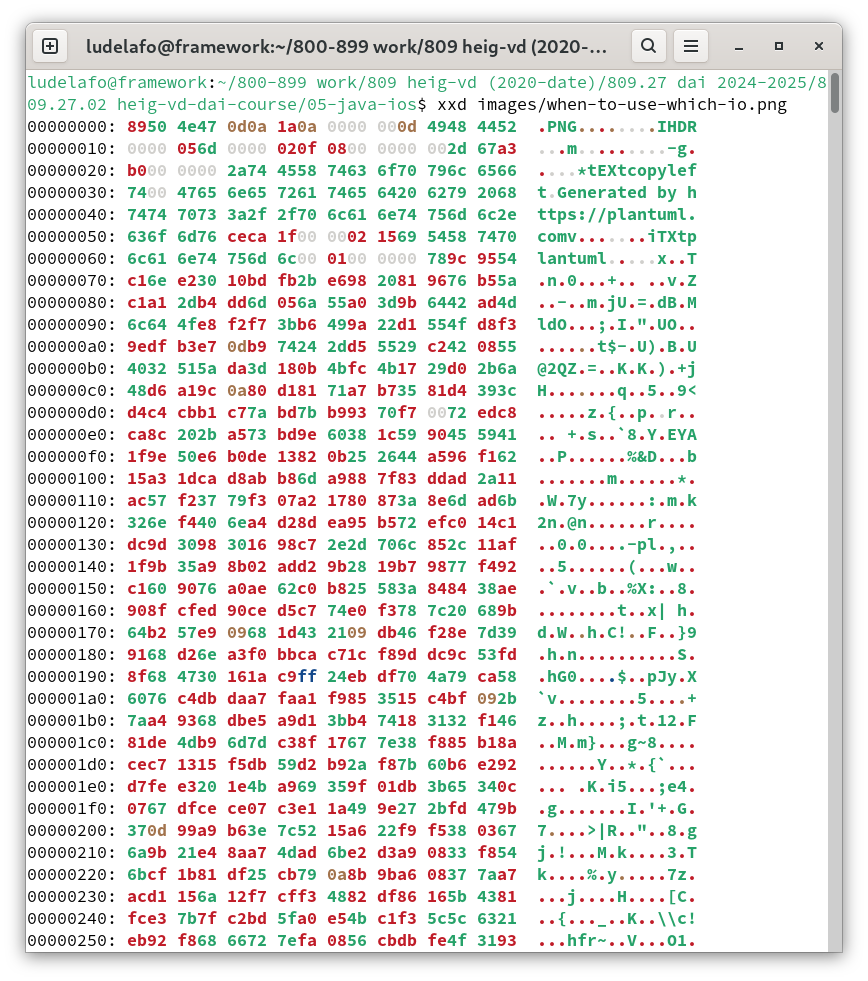 ludelafo@framework:~/800-899 work/809 heig-vd (2020-...
ludelafo@framework:~/800-899 work/809 heig-vd (2020-date)/809.27 dai 2024-2025/8
09.27.02 heig-vd-dai-course/05-java-ios$ xxd images/when-to-use-which-io.png
00000000: 8950 4e47 0d0a 1a0a 0000 000d 4948 4452  .PNG........IHDR
00000010: 0000 056d 0000 020f 0800 0000 002d 67a3  ...m.........-g.
00000020: b000 0000 2a74 4558 7463 6f70 796c 6566  ....*tEXtcopylef
00000030: 7400 4765 6e65 7261 7465 6420 6279 2068  t.Generated by h
00000040: 7474 7073 3a2f 2f70 6c61 6e74 756d 6c2e  ttps://plantuml.
00000050: 636f 6d76 ceca 1f00 0002 1569 5458 7470  comv.......iTXtp
00000060: 6c61 6e74 756d 6c00 0100 0000 789c 9554  lantuml.....x..T
00000070: c16e e230 10bd fb2b e698 2081 9676 b55a  .n.0...+.. ..v.Z
00000080: c1a1 2db4 dd6d 056a 55a0 3d9b 6442 ad4d  ..-..m.jU.=.dB.M
00000090: 6c64 4fe8 f2f7 3bb6 499a 22d1 554f d8f3  ldO...;.I.".UO..
000000a0: 9edf b3e7 0db9 7424 2dd5 5529 c242 0855  ......t$-.U).B.U
000000b0: 4032 515a da3d 180b 4bfc 4b17 29d0 2b6a  @2QZ.=..K.K.).+j
000000c0: 48d6 a19c 0a80 d181 71a7 b735 81d4 393c  H.......q..5..9<
000000d0: d4c4 cbb1 c77a bd7b b993 70f7 0072 edc8  .....z.{..p..r..
000000e0: ca8c 202b a573 bd9e 6038 1c59 9045 5941  .. +.s..`8.Y.EYA
000000f0: 1f9e 50e6 b0de 1382 0b25 2644 a596 f162  ..P......%&D...b
00000100: 15a3 1dca d8ab b86d a988 7f83 ddad 2a11  .......m......*.
00000110: ac57 f237 79f3 07a2 1780 873a 8e6d ad6b  .W.7y......:.m.k
00000120: 326e f440 6ea4 d28d ea95 b572 efc0 14c1  2n.@n......r....
00000130: dc9d 3098 3016 98c7 2e2d 706c 852c 11af  ..0.0....-pl.,..
00000140: 1f9b 35a9 8b02 add2 9b28 19b7 9877 f492  ..5......(...w..
00000150: c160 9076 a0ae 62c0 b825 583a 8484 38ae  .`.v..b..%X:..8.
00000160: 908f cfed 90ce d5c7 74e0 f378 7c20 689b  ........t..x| h.
00000170: 64b2 57e9 0968 1d43 2109 db46 f28e 7d39  d.W..h.C!..F..}9
00000180: 9168 d26e a3f0 bbca c71c f89d dc9c 53fd  .h.n..........S.
00000190: 8f68 4730 161a c9ff 24eb df70 4a79 ca58  .hG0....$..pJy.X
000001a0: 6076 c4db daa7 faa1 f985 3515 c4bf 092b  `v........5....+
000001b0: 7aa4 9368 dbe5 a9d1 3bb4 7418 3132 f146  z..h....;.t.12.F
000001c0: 81de 4db9 6d7d c38f 1767 7e38 f885 b18a  ..M.m}...g~8....
000001d0: cec7 1315 f5db 59d2 b92a f87b 60b6 e292  ......Y..*.{`...
000001e0: d7fe e320 1e4b a969 359f 01db 3b65 340c  ... .K.i5...;e4.
000001f0: 0767 dfce ce07 c3e1 1a49 9e27 2bfd 479b  .g.......I.'+.G.
00000200: 370d 99a9 b63e 7c52 15a6 22f9 f538 0367  7....>|R.."..8.g
00000210: 6a9b 21e4 8aa7 4dad 6be2 d3a9 0833 f854  j.!...M.k....3.T
00000220: 6bcf 1b81 df25 cb79 0a8b 9ba6 0837 7aa7  k....%.y.....7z.
00000230: acd1 156a 12f7 cff3 4882 df86 165b 4381  ...j....H....[C.
00000240: fce3 7b7f c2bd 5fa0 e54b c1f3 5c5c 6321  ..{..._..K..\\c!
00000250: eb92 f868 6672 7efa 0856 cbdb fe4f 3193  ...hfr~..V...O1.